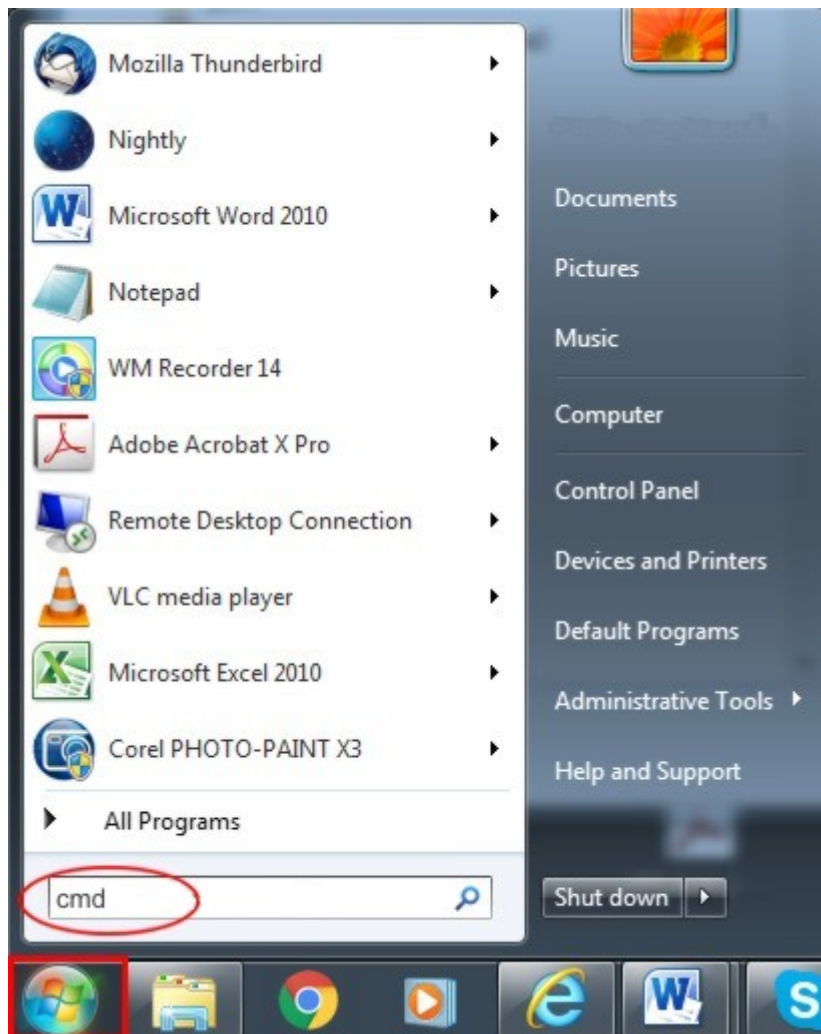 Mozilla Thunderbird
Nightly
Microsoft Word 2010
Notepad
WM Recorder 14
Adobe Acrobat X Pro
Remote Desktop Connection
VLC media player
Microsoft Excel 2010
Corel PHOTO-PAINT X3
All Programs
cmd
Documents
Pictures
Music
Computer
Control Panel
Devices and Printers
Default Programs
Administrative Tools
Help and Support
Shut down